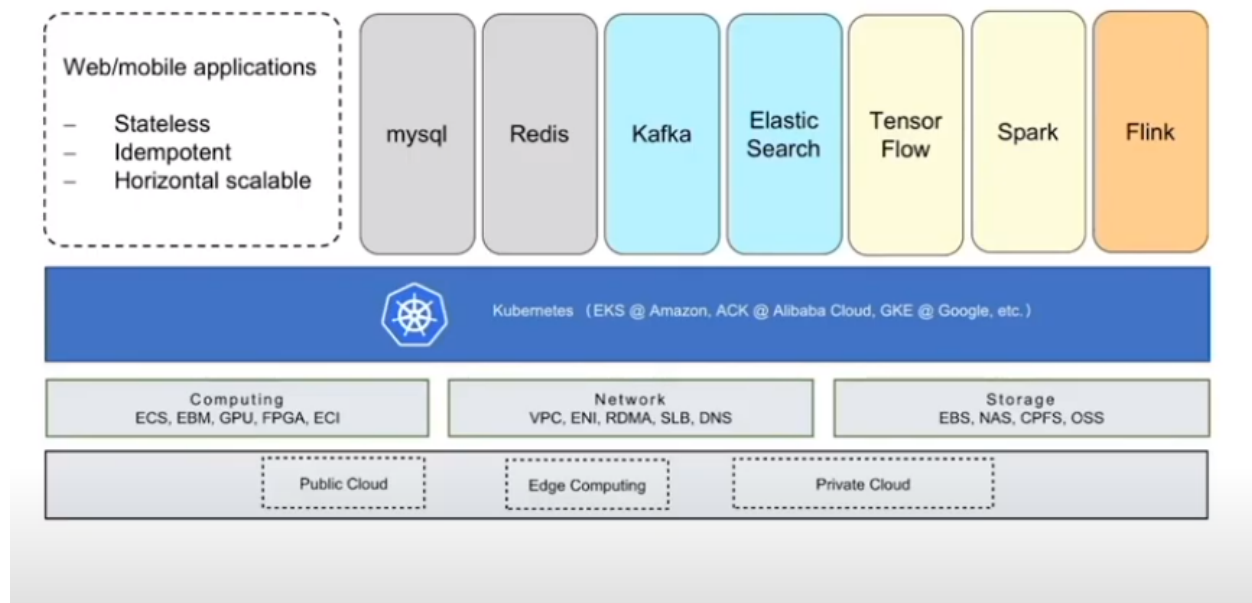 Web/mobile applications
– Stateless
– Idempotent
– Horizontal scalable
mysql
Redis
Kafka
Elastic
Search
Tensor
Flow
Spark
Flink
Kubernetes （EKS @ Amazon, ACK @ Alibaba Cloud, GKE @ Google, etc.）
Computing
ECS, EBM, GPU, FPGA, ECI
Network
VPC, ENI, RDMA, SLB, DNS
Storage
EBS, NAS, CPFS, OSS
Public Cloud
Edge Computing
Private Cloud